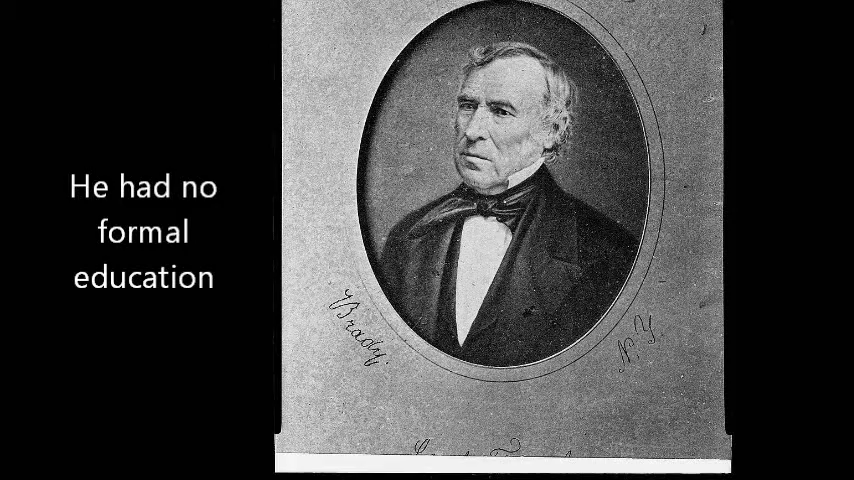 He had no
formal
education
Brady.
N.Y.